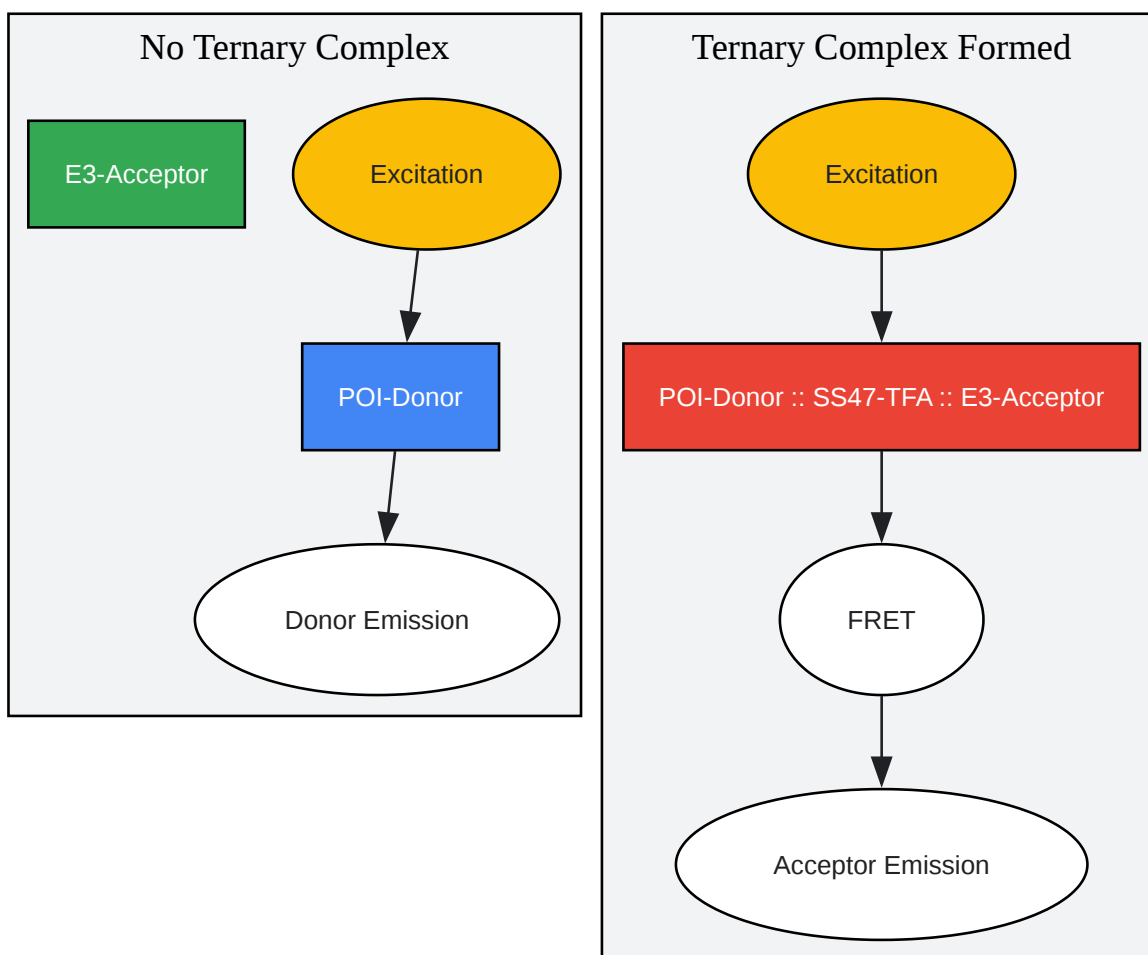 No Ternary Complex
E3-Acceptor
Excitation
POI-Donor
Donor Emission
Ternary Complex Formed
Excitation
POI-Donor :: SS47-TFA :: E3-Acceptor
FRET
Acceptor Emission